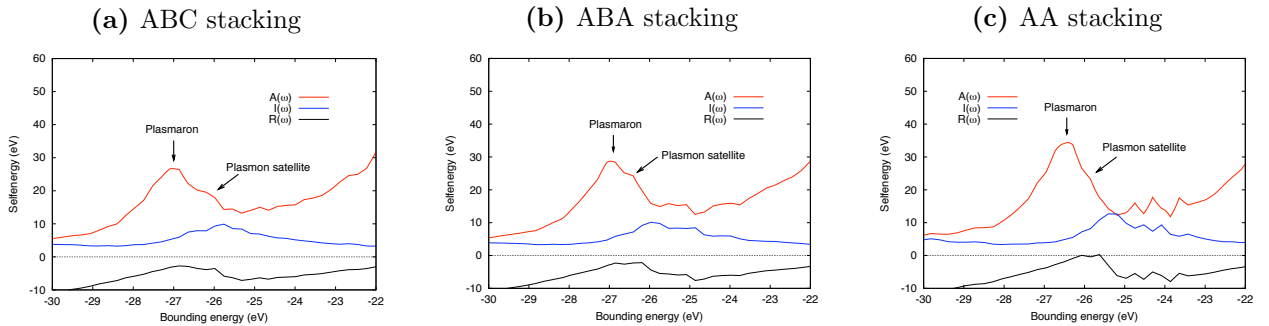 (a) ABC stacking
60
50
40
30
20
10
0
-10
-30 -29 -28 -27 -26 -25 -24 -23 -22
Selfenergy (eV)
Bounding energy (eV)
A(ω)
I(ω)
R(ω)
Plasmaron
Plasmon satellite
(b) ABA stacking
60
50
40
30
20
10
0
-10
-30 -29 -28 -27 -26 -25 -24 -23 -22
Selfenergy (eV)
Bounding energy (eV)
A(ω)
I(ω)
R(ω)
Plasmaron
Plasmon satellite
(c) AA stacking
60
50
40
30
20
10
0
-10
-30 -29 -28 -27 -26 -25 -24 -23 -22
Selfenergy (eV)
Bounding energy (eV)
A(ω)
I(ω)
R(ω)
Plasmaron
Plasmon satellite